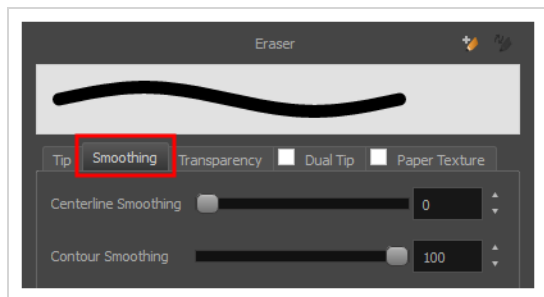 Eraser
Tip Smoothing Transparency Dual Tip Paper Texture
Centerline Smoothing 0
Contour Smoothing 100